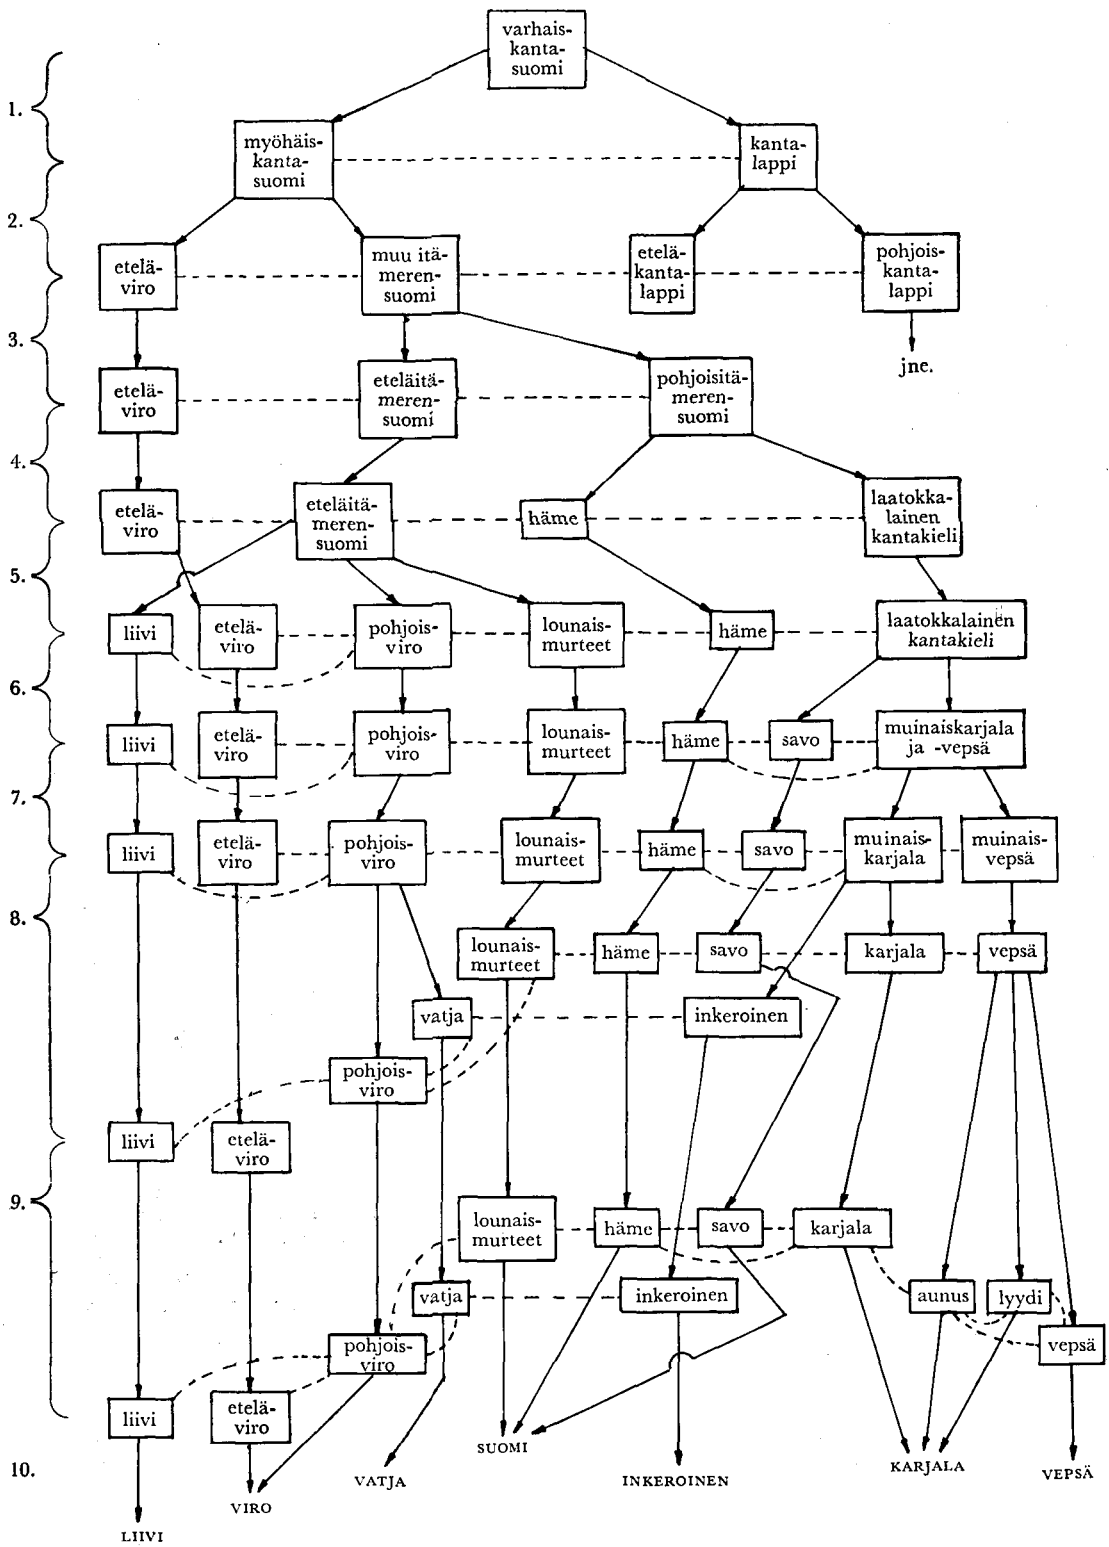 varhais-
kanta-
suomi
1.
myöhäis-
kanta-
suomi
kanta-
lappi
2.
etelä-
viro
muu itä-
meren-
suomi
etelä-
kanta-
lappi
pohjois-
kanta-
lappi
3.
jne.
etelä-
viro
eteläitä-
meren-
suomi
pohjoisitä-
meren-
suomi
4.
etelä-
viro
eteläitä-
meren-
suomi
häme
laatokka-
lainen
kantakieli
5.
liivi
etelä-
viro
pohjois-
viro
lounais-
murteet
häme
laatokkalainen
kantakieli
6.
liivi
etelä-
viro
pohjois-
viro
lounais-
murteet
häme
savo
muinaiskarjala
ja -vepsä
7.
liivi
etelä-
viro
pohjois-
viro
lounais-
murteet
häme
savo
muinais-
karjala
muinais-
vepsä
8.
lounais-
murteet
häme
savo
karjala
vepsä
vatja
inkeroinen
pohjois-
viro
liivi
etelä-
viro
9.
lounais-
murteet
häme
savo
karjala
vatja
inkeroinen
aunus
lyydi
pohjois-
viro
vepsä
liivi
etelä-
viro
10.
SUOMI
KARJALA
VEPSÄ
VATJA
INKEROINEN
VIRO
LIIVI